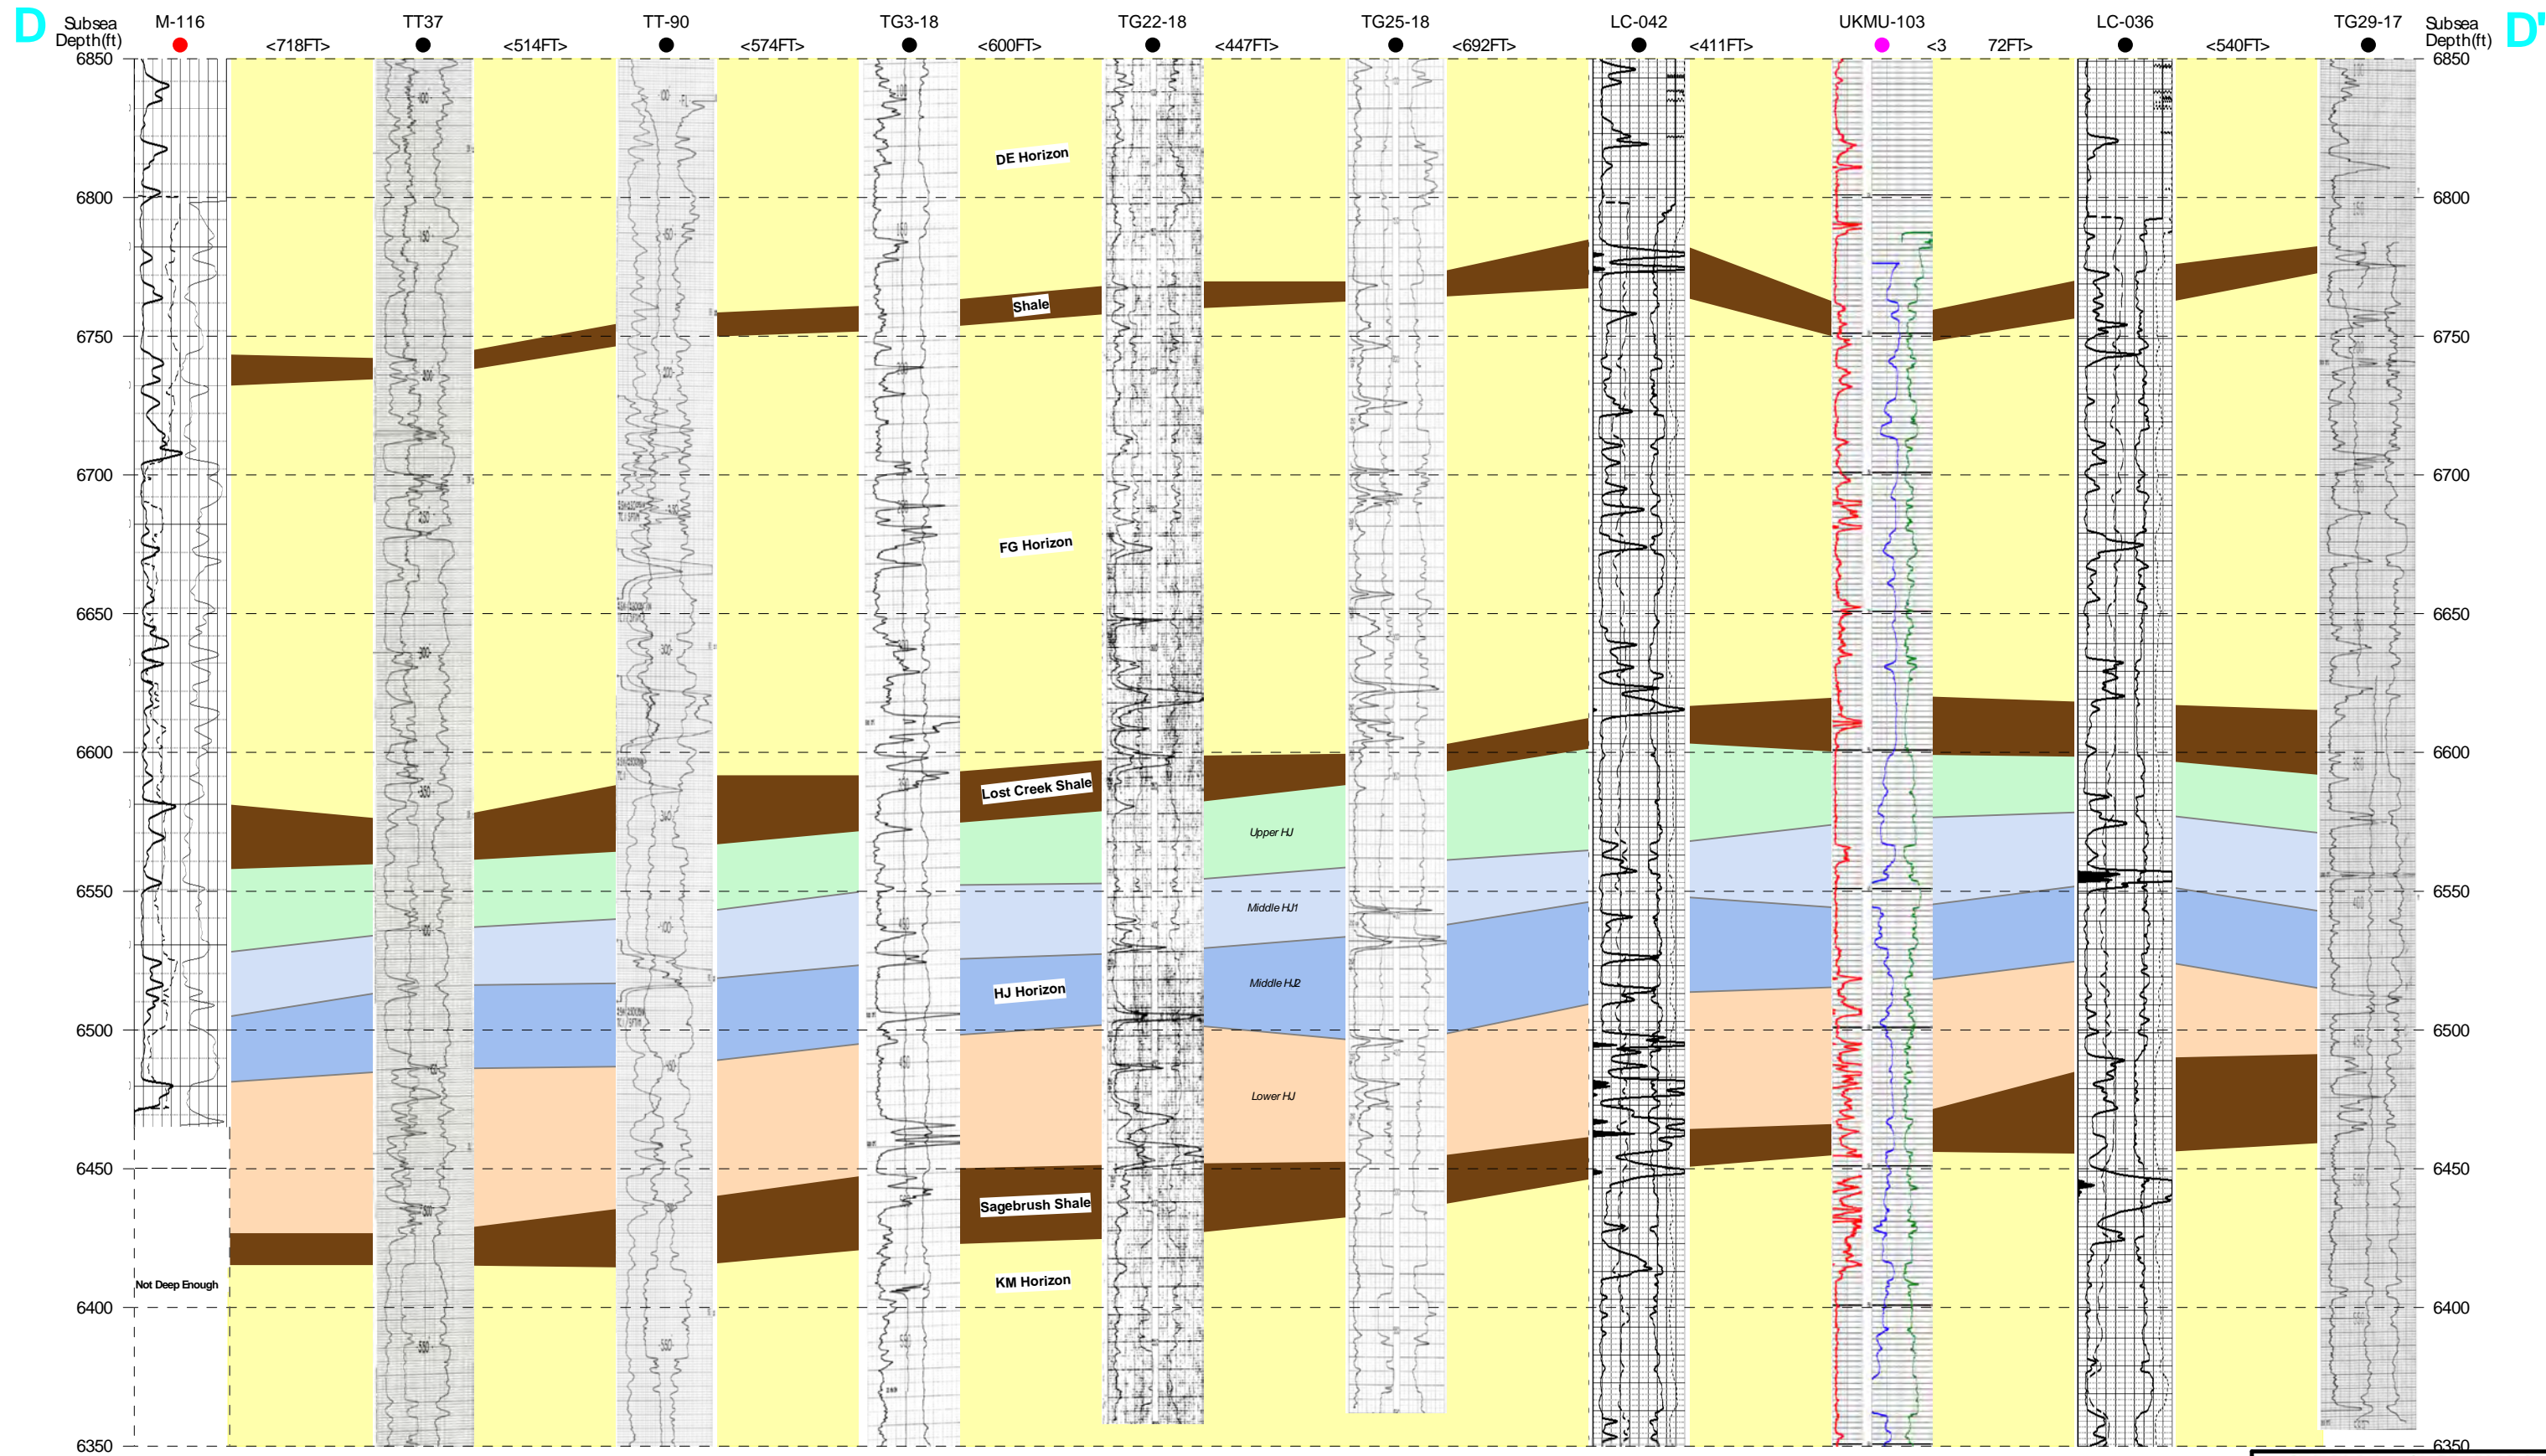 D
Subsea
Depth(ft)
M-116
TT37
TT-90
TG3-18
TG22-18
TG25-18
LC-042
UKMU-103
LC-036
TG29-17
Subsea
Depth(ft)
D'
<718FT>
<514FT>
<574FT>
<600FT>
<447FT>
<692FT>
<411FT>
<3 72FT>
<540FT>
6850
6850
DE Horizon
6800
6800
Shale
6750
6750
6700
6700
FG Horizon
6650
6650
6600
6600
Lost Creek Shale
Upper HJ
6550
6550
Middle HJ1
Middle HJ2
HJ Horizon
6500
6500
Lower HJ
6450
6450
Sagebrush Shale
KM Horizon
Not Deep Enough
6400
6400
6350
6350